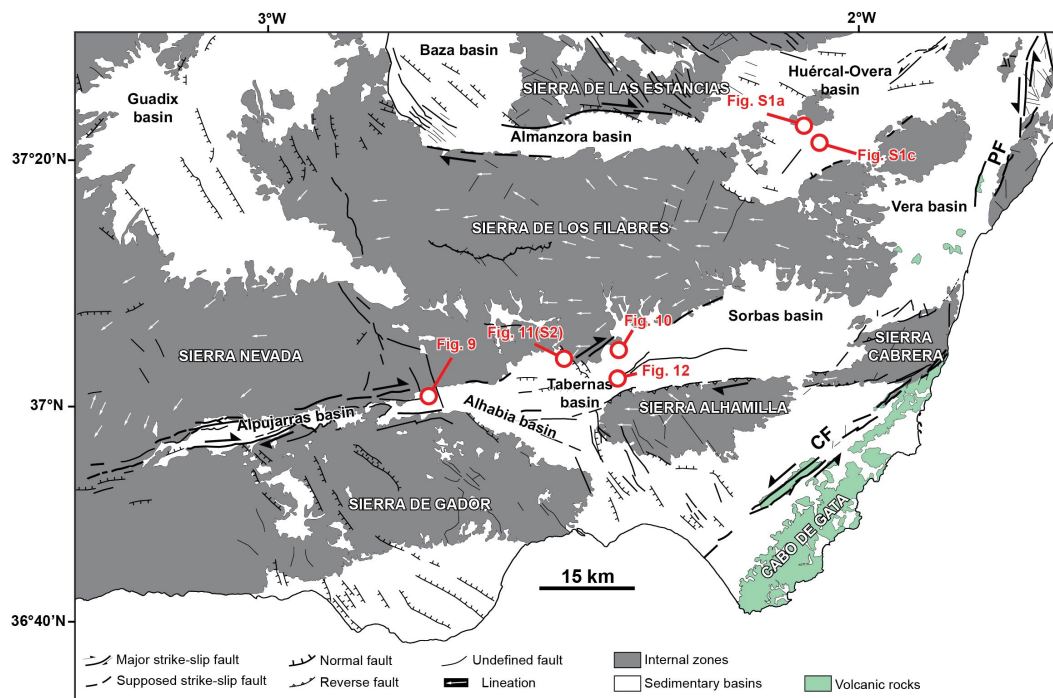 3°W
2°W
Baza basin
Huércal-Overa
basin
Guadix
basin
SIERRA DE LAS ESTANCIAS
Fig. S1a
Almanzora basin
37°20'N
Fig. S1c
PF
Vera basin
SIERRA DE LOS FILABRES
Sorbas basin
Fig. 10
Fig. 11(S2)
SIERRA NEVADA
Fig. 9
SIERRA
CABRERA
Fig. 12
Tabernas
basin
37°N
Alpujarras basin
Alhabia basin
SIERRA ALHAMILLA
CF
SIERRA DE GADÓR
CABO DE GATA
15 km
36°40'N
Major strike-slip fault
Normal fault
Undefined fault
Internal zones
Supposed strike-slip fault
Reverse fault
Lineation
Sedimentary basins
Volcanic rocks